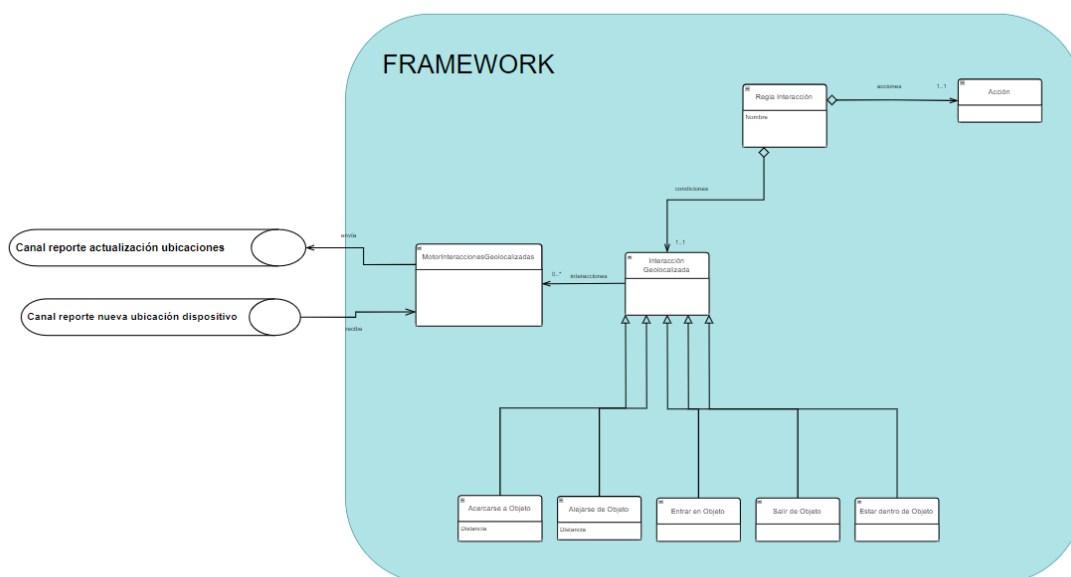 FRAMEWORK
Regla Interacción
Nombre
acciones
1..1
Acción
condiciones
1..1
Canal reporte actualización ubicaciones
envía
MotorInteraccionesGeolocalizadas
0..*
interacciones
Interacción
Geolocalizada
Canal reporte nueva ubicación dispositivo
recibe
Acercarse a Objeto
Distancia
Alejarse de Objeto
Distancia
Entrar en Objeto
Salir de Objeto
Estar dentro de Objeto